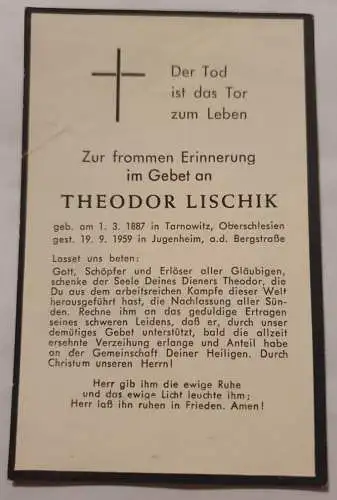 Der Tod
ist das Tor
zum Leben
Zur frommen Erinnerung
im Gebet an
THEODOR LISCHIK
geb. am 1. 3. 1887 in Tarnowitz, Oberschlesien
gest. 19. 9. 1959 in Jugenheim, a.d. Bergstraße
Lasset uns beten:
Gott, Schöpfer und Erlöser aller Gläubigen,
schenke der Seele Deines Dieners Theodor, die
Du aus dem arbeitsreichen Kampfe dieser Welt
herausgeführt hast, die Nachlassung aller Sün-
den. Rechne ihm an das geduldige Ertragen
seines schweren Leidens, daß er, durch unser
demütiges Gebet unterstützt, bald die allzeit
ersehnte Verzeihung erlange und Anteil habe
an der Gemeinschaft Deiner Heiligen. Durch
Christum unseren Herrn!
Herr gib ihm die ewige Ruhe
und das ewige Licht leuchte ihm;
Herr laß ihn ruhen in Frieden. Amen!